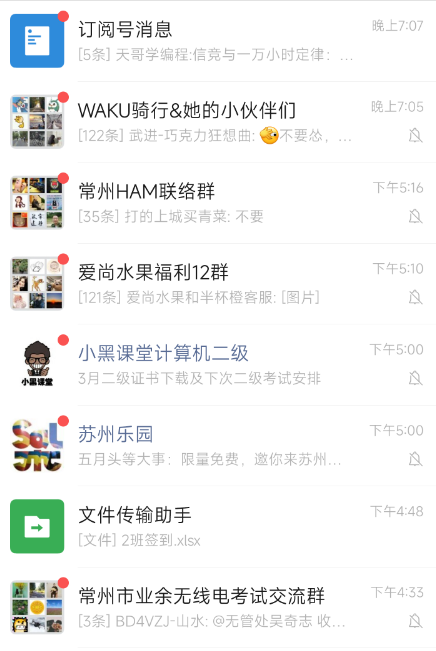 订阅号消息
晚上7:07
[5条] 天哥学编程:信竞与一万小时定律：...
WAKU骑行&她的小伙伴们
晚上7:05
[122条] 武进-巧克力狂想曲: 不要怂，...
常州HAM联络群
下午5:16
[35条] 打的上城买青菜: 不要
爱尚水果福利12群
下午5:10
[121条] 爱尚水果和半杯橙客服: [图片]
小黑课堂计算机二级
下午5:00
3月二级证书下载及下次二级考试安排
小黑课堂
苏州乐园
下午5:00
五月头等大事：限量免费，邀你来苏州...
文件传输助手
下午4:48
[文件] 2班签到.xlsx
常州市业余无线电考试交流群
下午4:33
[3条] BD4VZJ-山水: @无管处吴奇志 收...